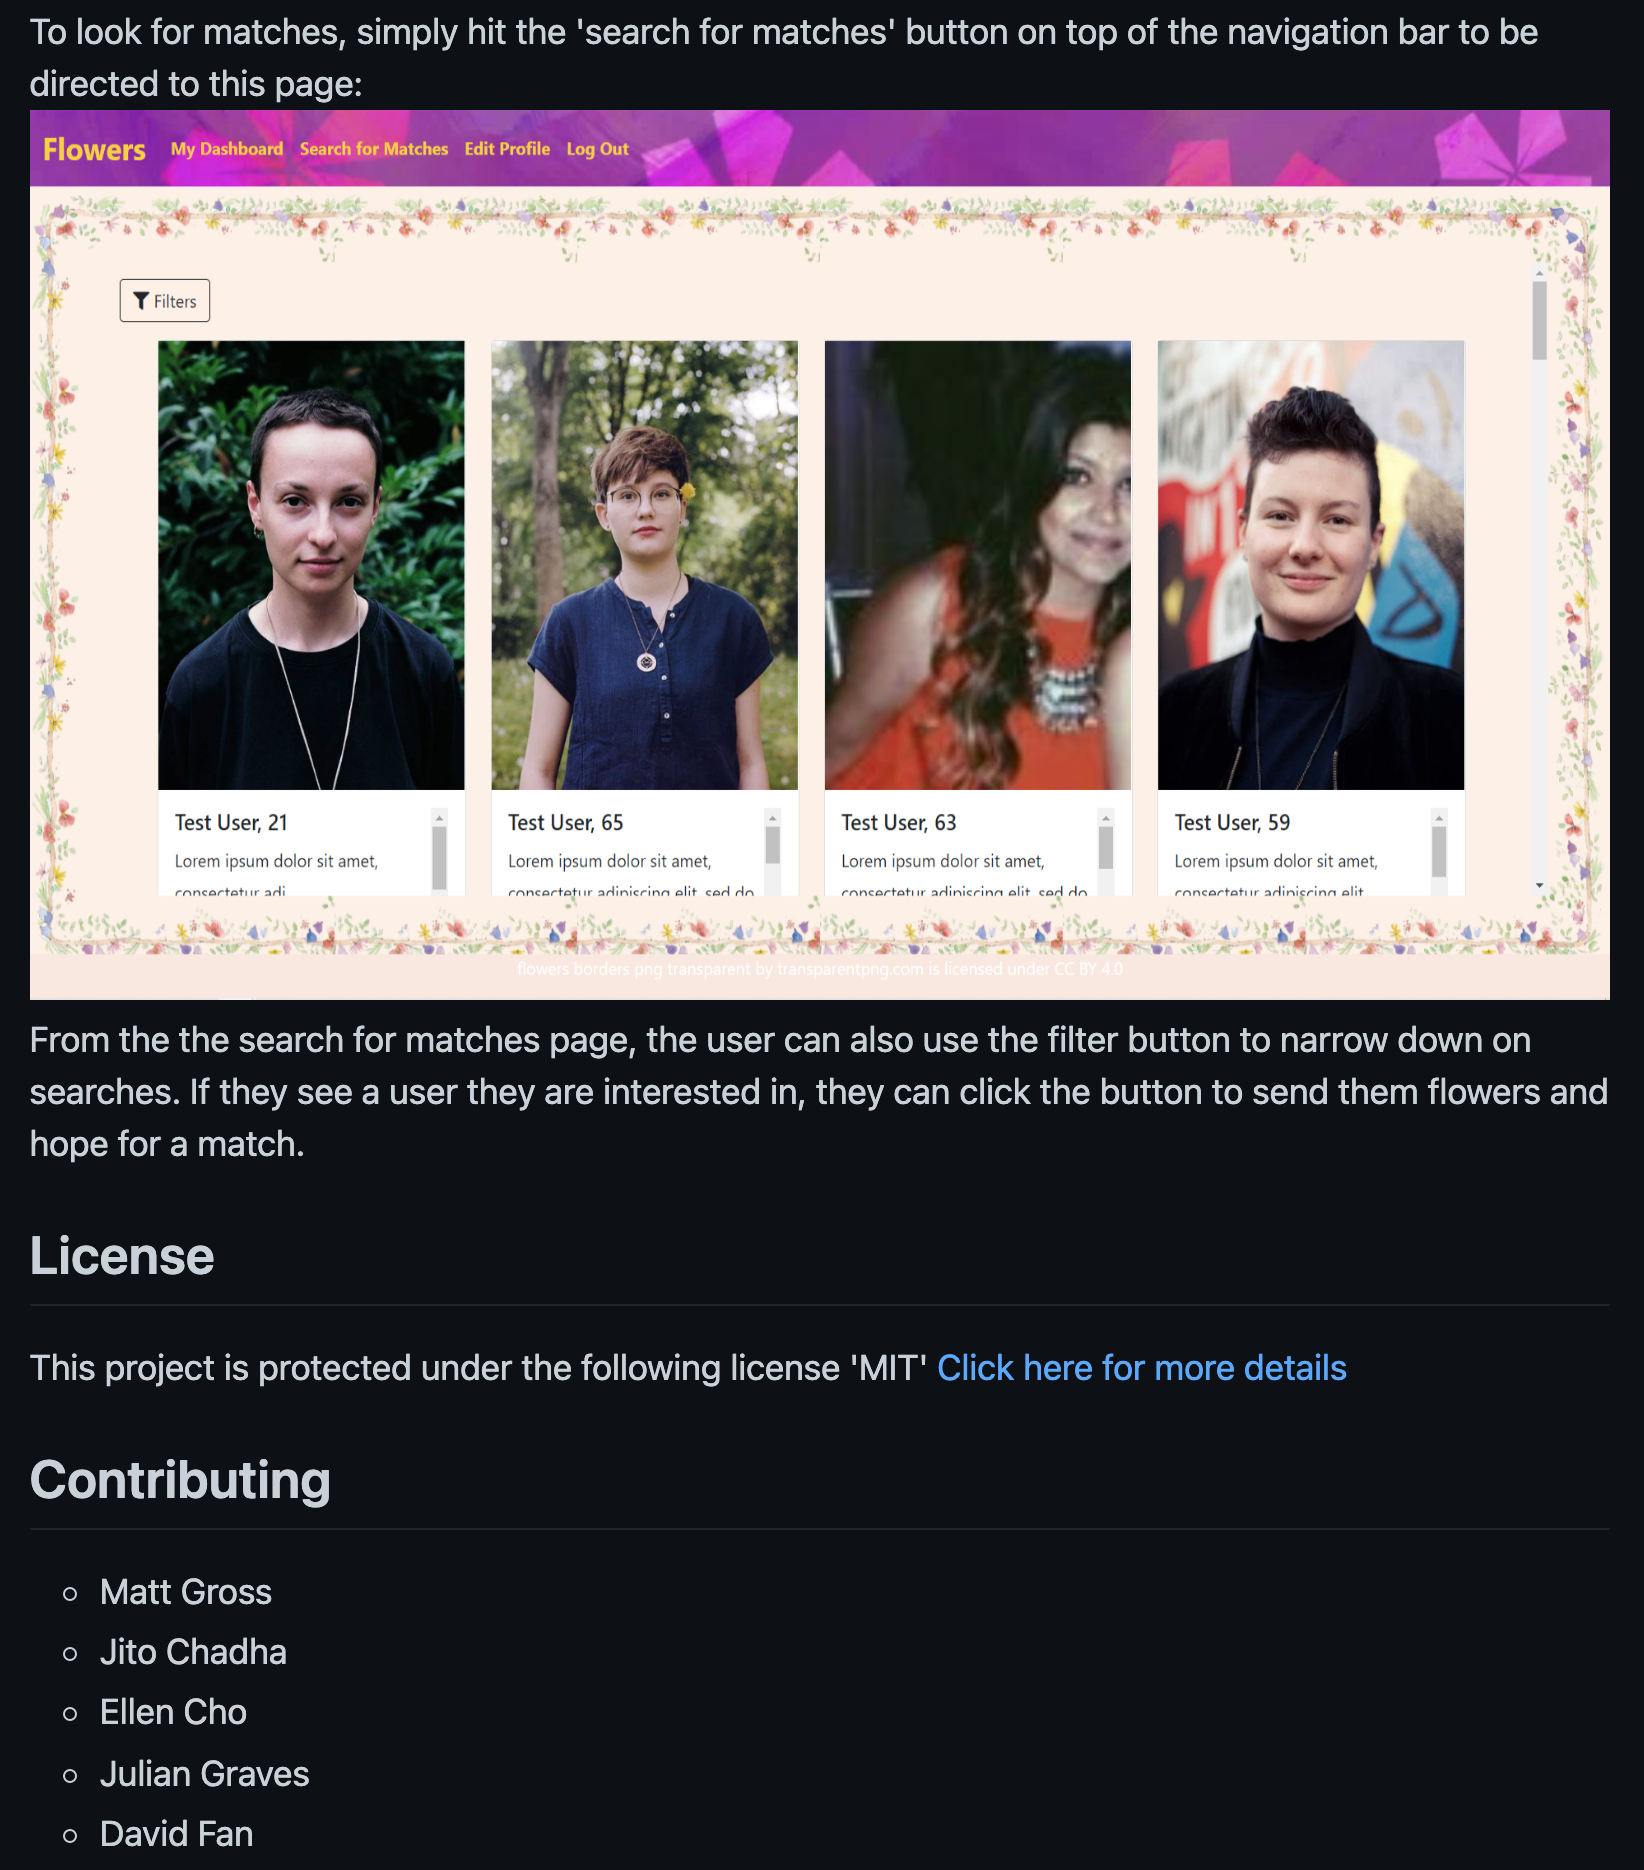 To look for matches, simply hit the 'search for matches' button on top of the navigation bar to be
directed to this page:
Flowers My Dashboard Search for Matches Edit Profile Log Out
Filters
Test User, 21
Lorem ipsum dolor sit amet,
consectetur adi
Test User, 65
Lorem ipsum dolor sit amet,
consectetur adipiscing elit, sed do
Test User, 63
Lorem ipsum dolor sit amet,
consectetur adipiscing elit, sed do
Test User, 59
Lorem ipsum dolor sit amet,
consectetur adipiscing elit
flowers borders png transparent by transparentpng.com is licensed under CC BY 4.0
From the the search for matches page, the user can also use the filter button to narrow down on
searches. If they see a user they are interested in, they can click the button to send them flowers and
hope for a match.
License
This project is protected under the following license 'MIT' Click here for more details
Contributing
Matt Gross
Jito Chadha
Ellen Cho
Julian Graves
David Fan